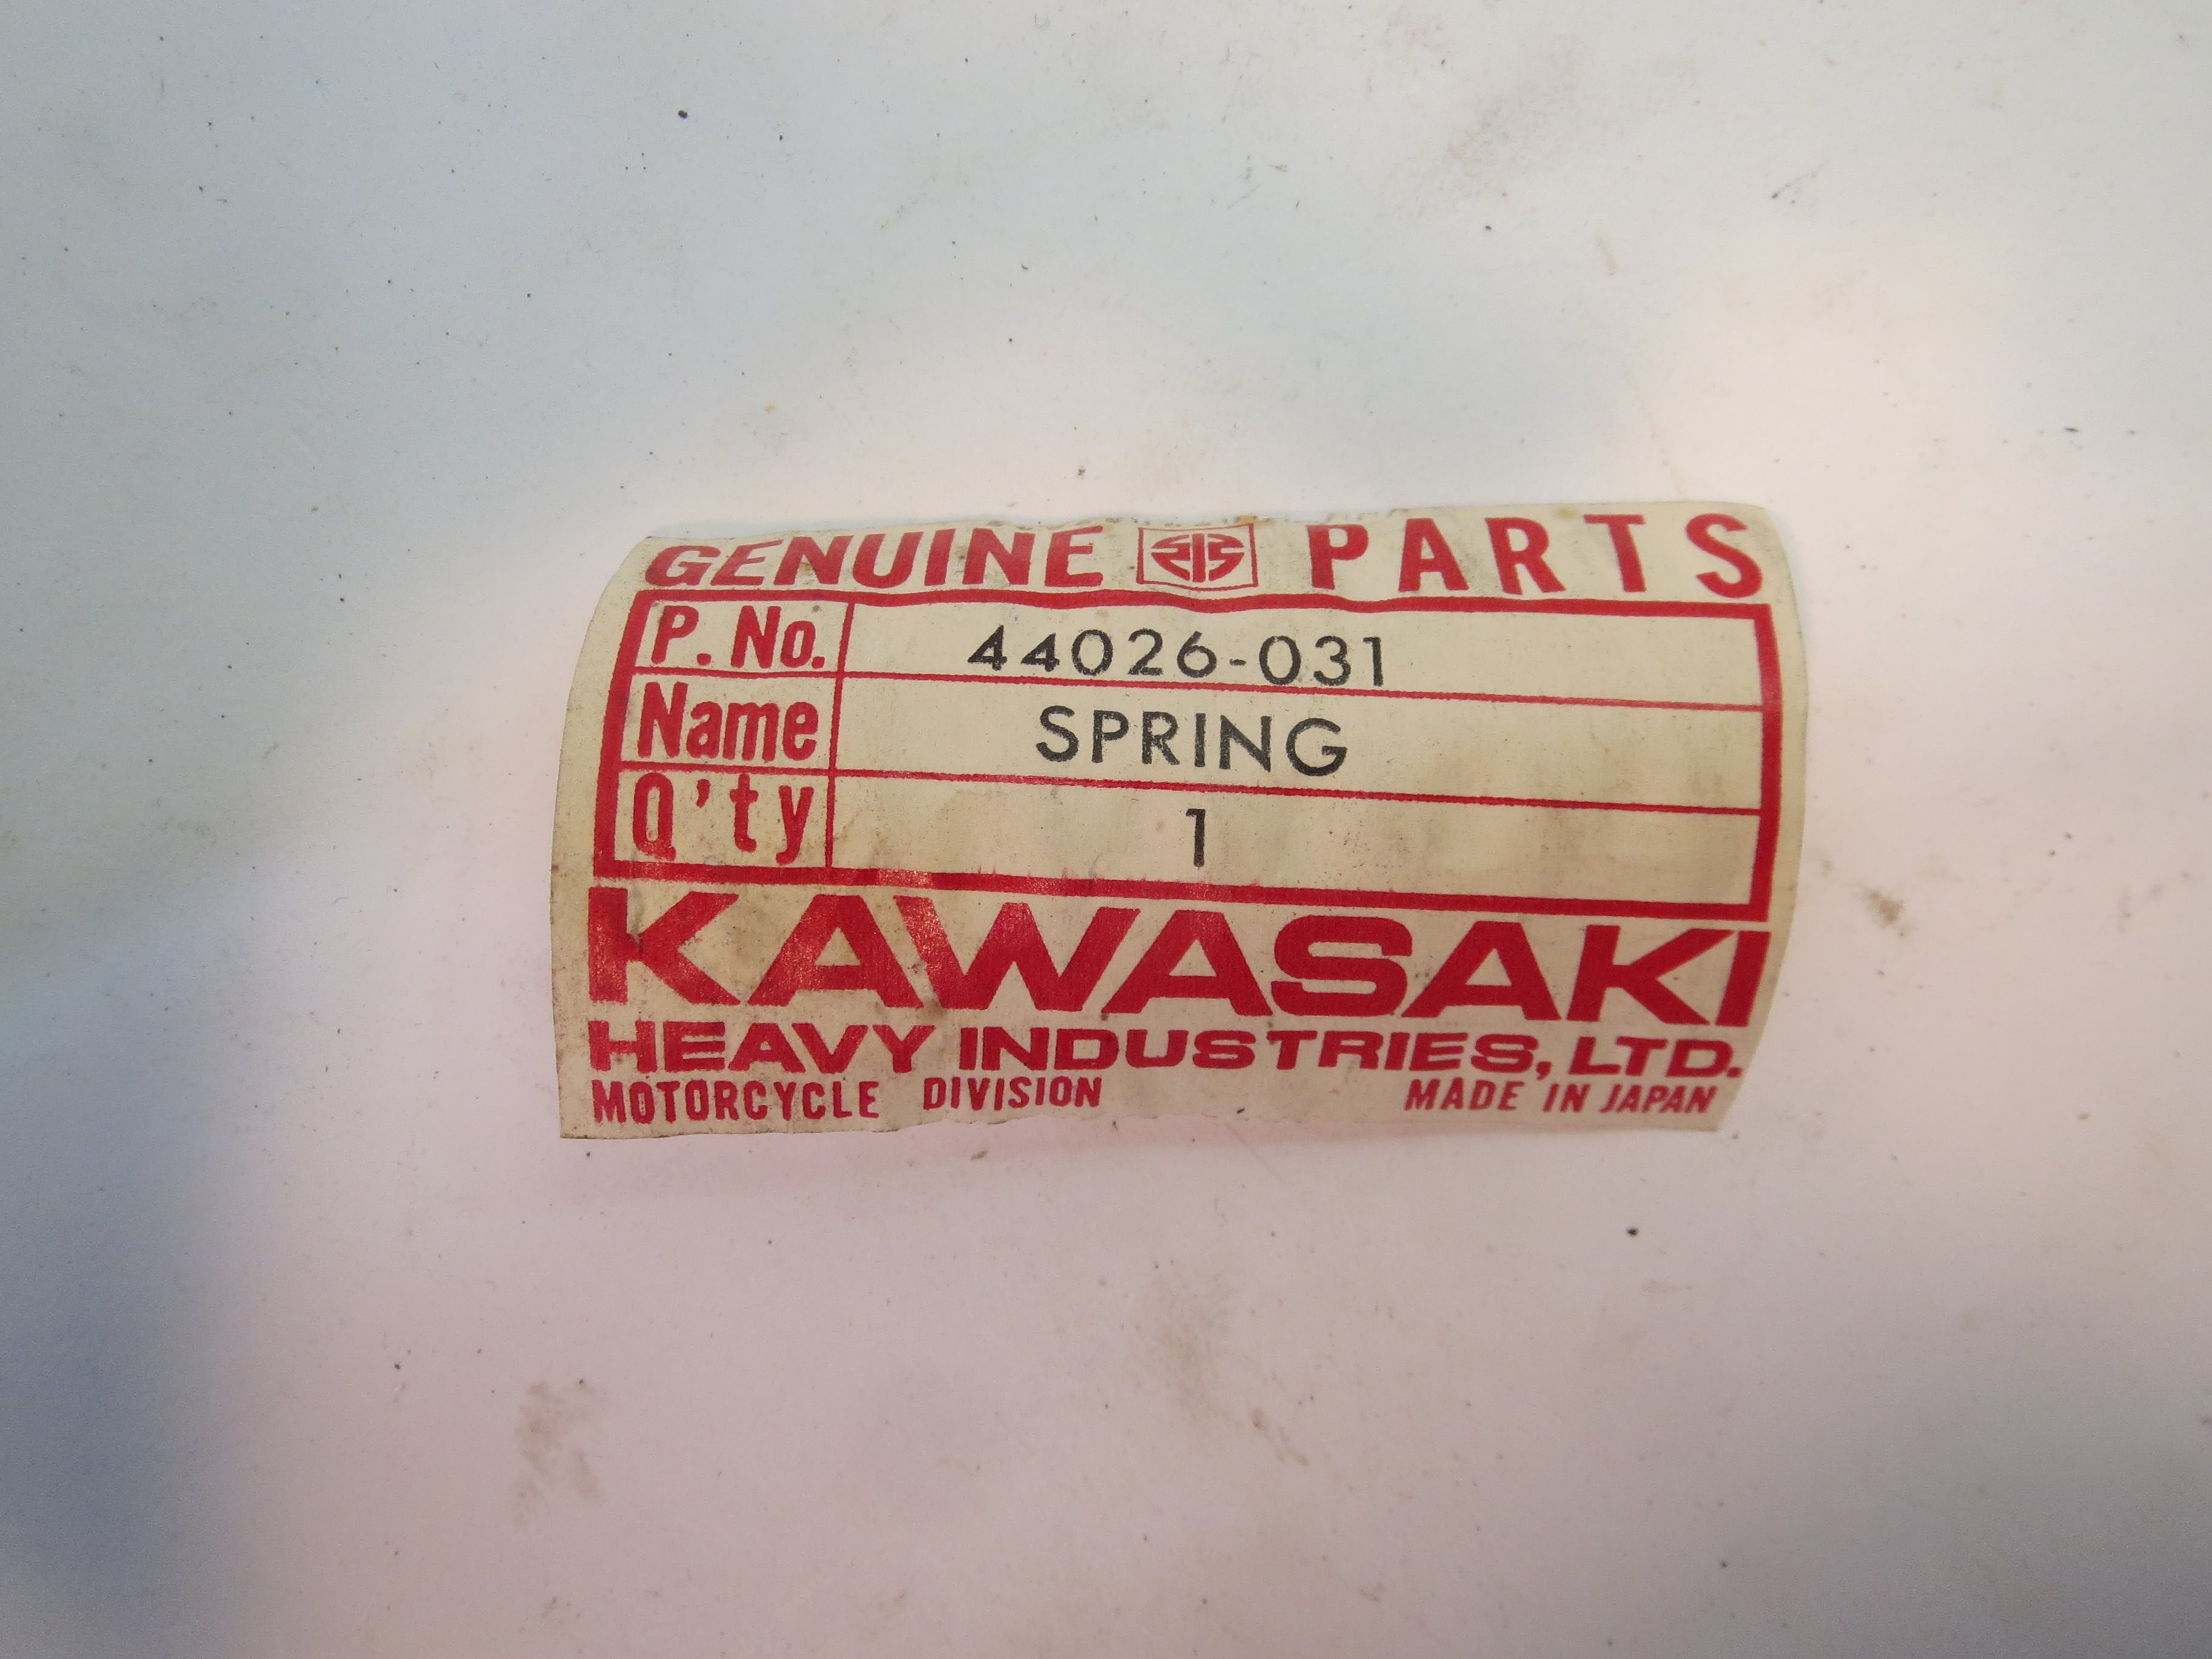 GENUINE PARTS
P. No. 44026-031
Name SPRING
Q'ty 1
KAWASAKI
HEAVY INDUSTRIES, LTD.
MOTORCYCLE DIVISION MADE IN JAPAN